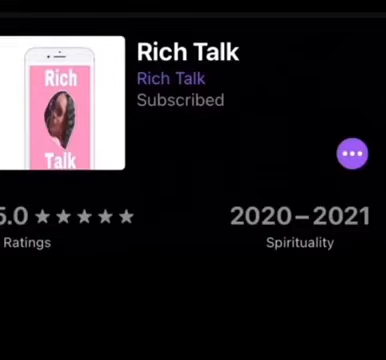 Rich
Talk
Rich Talk
Rich Talk
Subscribed
5.0 ★★★★★
Ratings
2020–2021
Spirituality